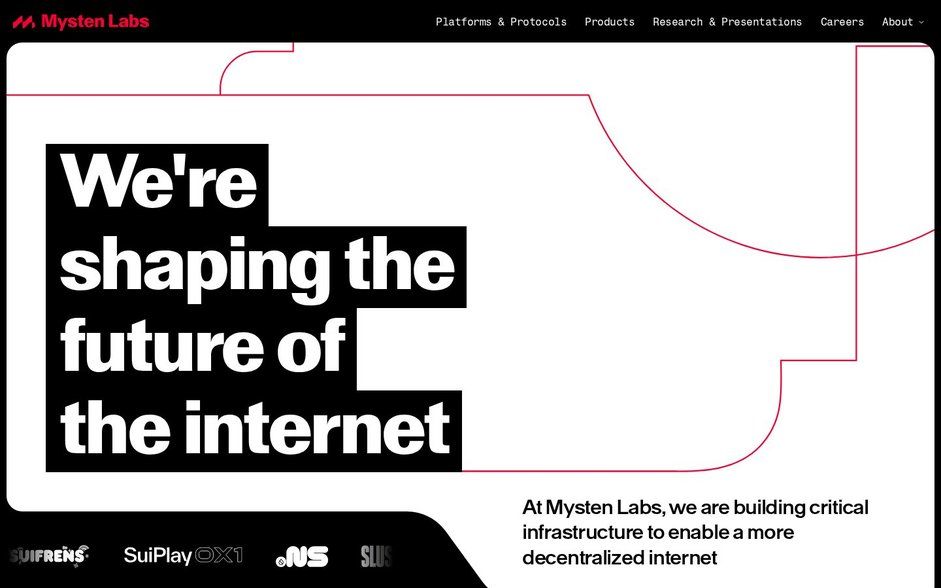 Mysten Labs
Platforms & Protocols
Products
Research & Presentations
Careers
About
We're
shaping the
future of
the internet
At Mysten Labs, we are building critical
infrastructure to enable a more
decentralized internet
SUIFRENS
SuiPlay OX1
.NS